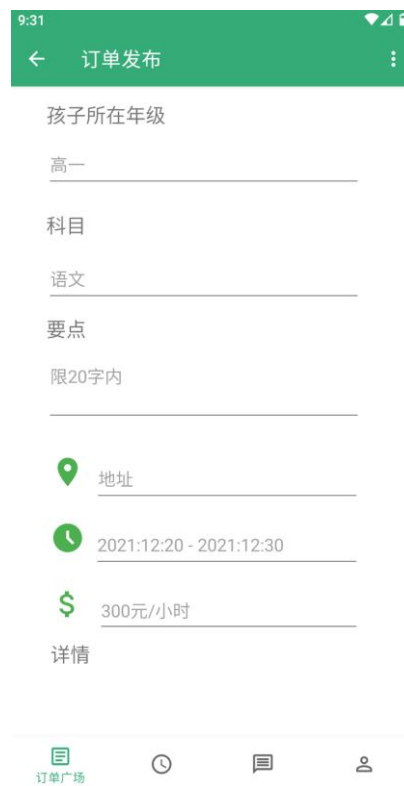 9:31
订单发布
孩子所在年级
高一
科目
语文
要点
限20字内
地址
2021:12:20 - 2021:12:30
300元/小时
详情
订单广场